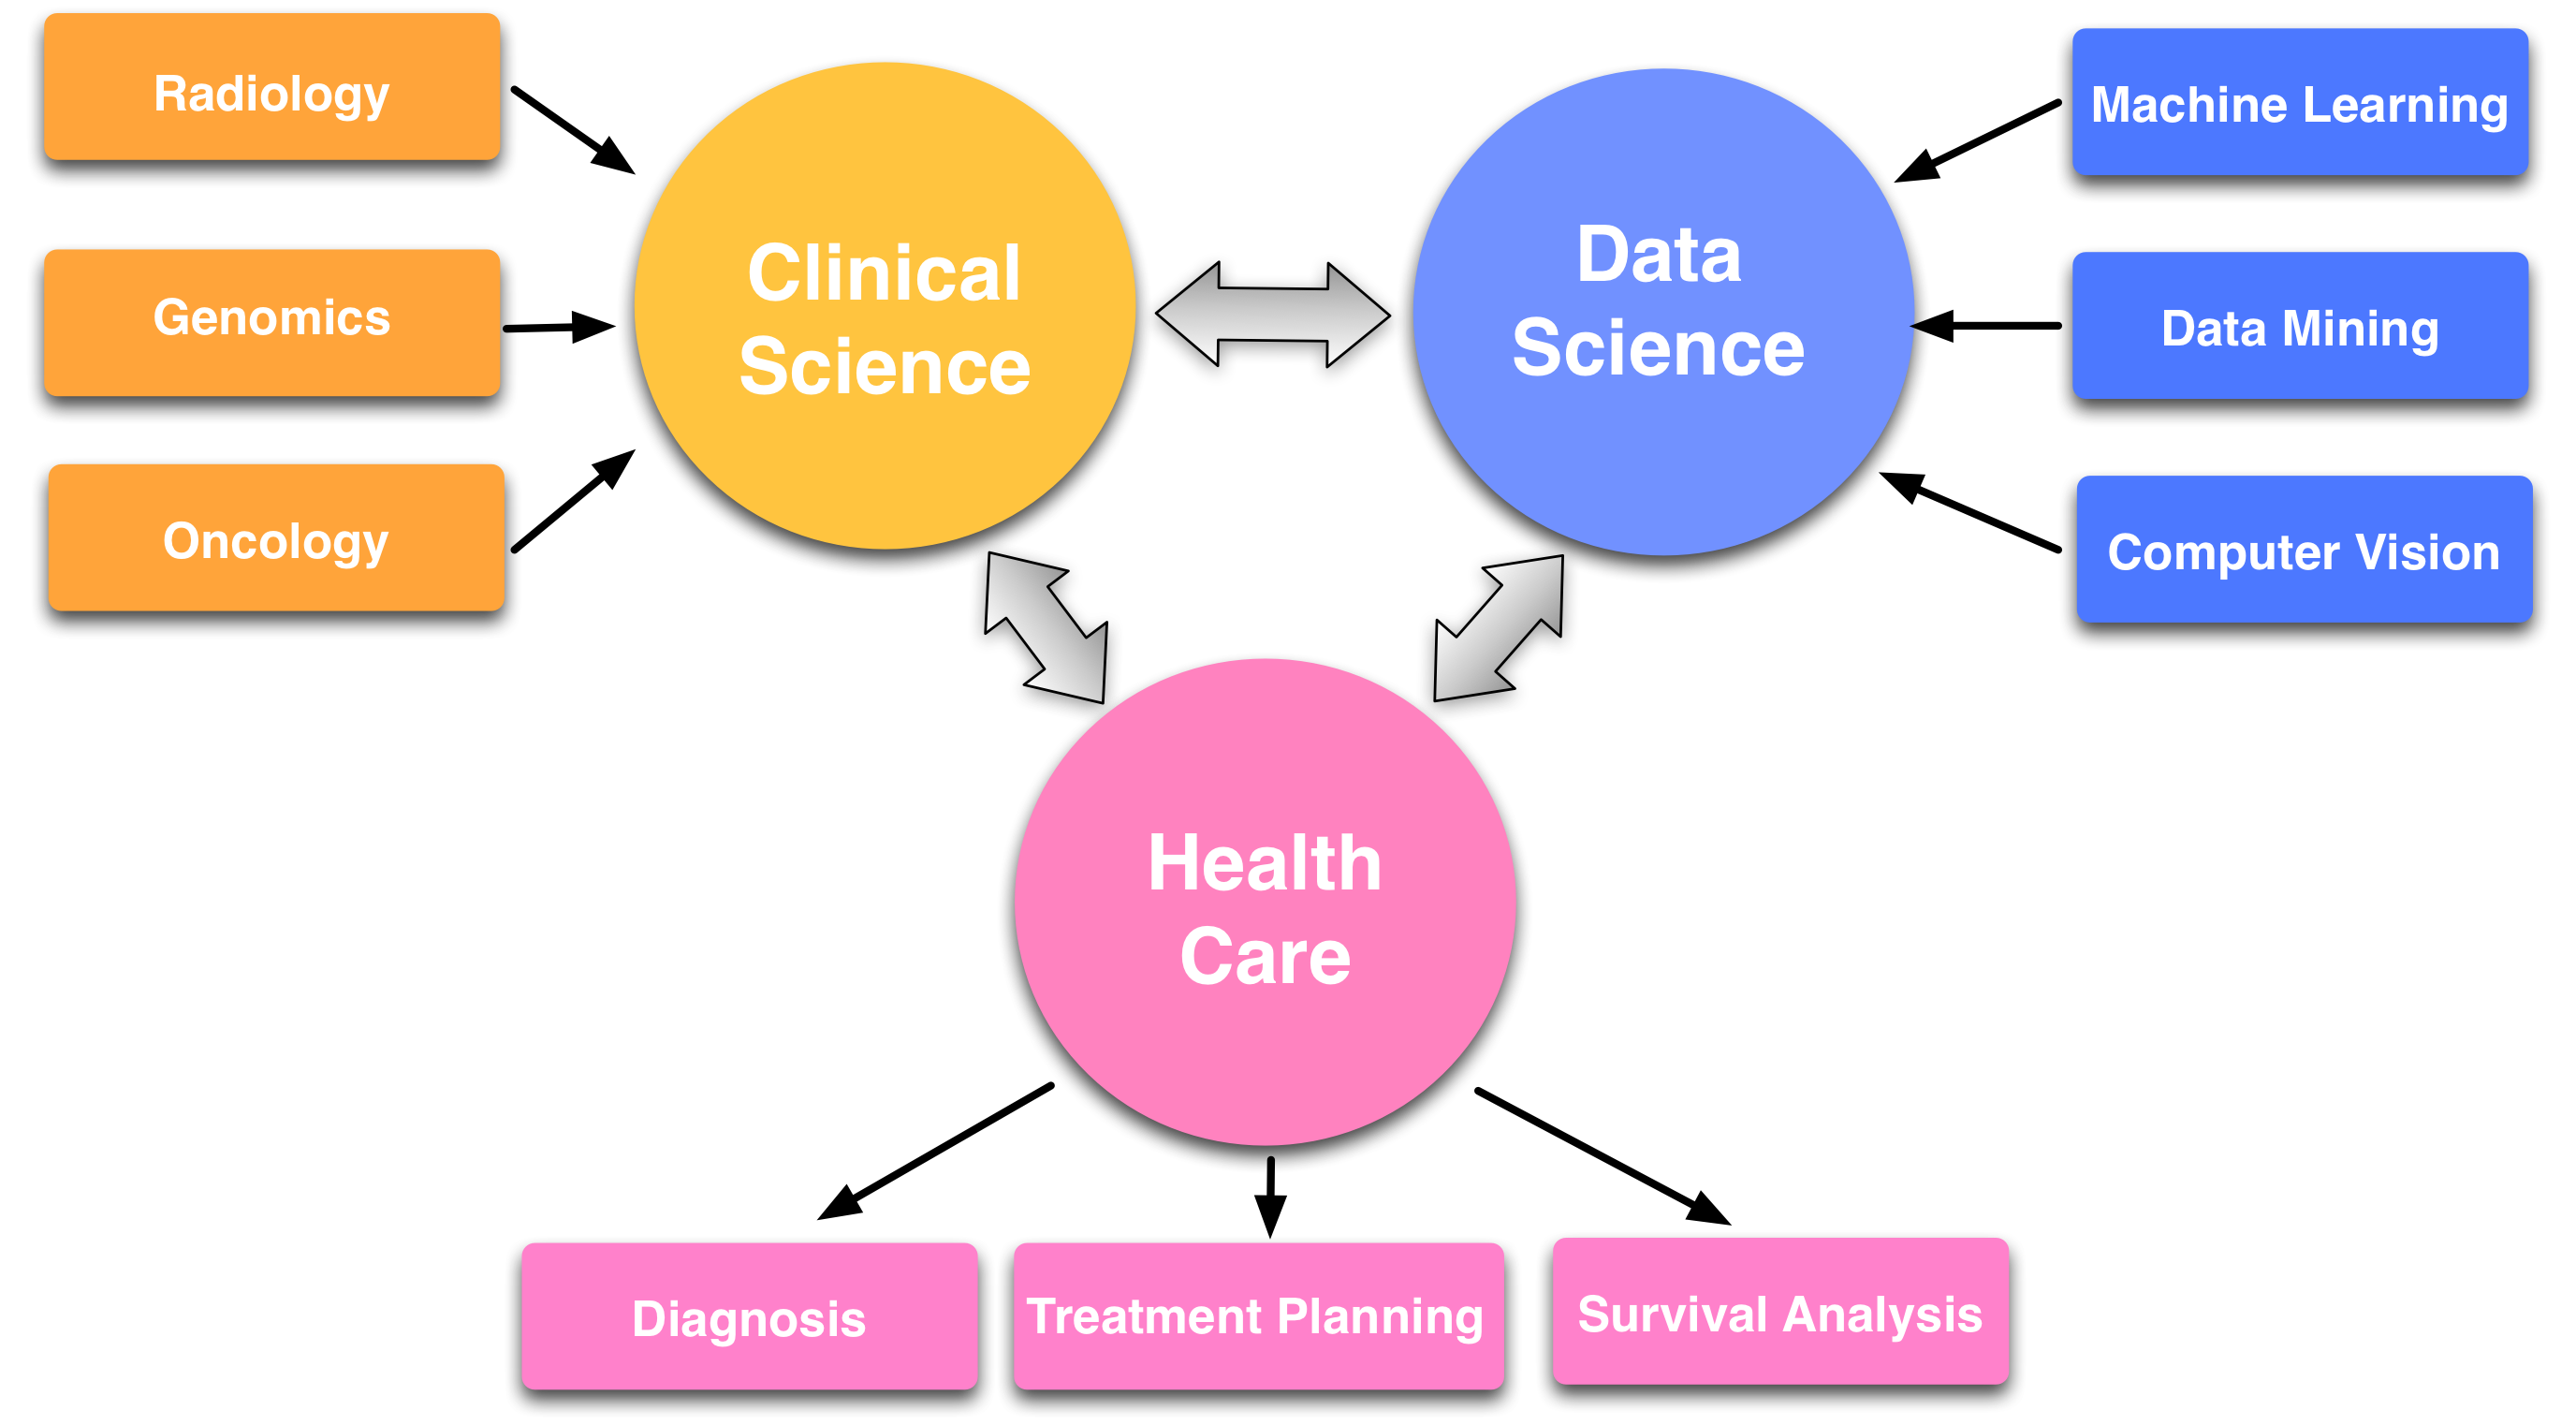 Radiology
Genomics
Oncology
Clinical
Science
Data
Science
Machine Learning
Data Mining
Computer Vision
Health
Care
Diagnosis
Treatment Planning
Survival Analysis